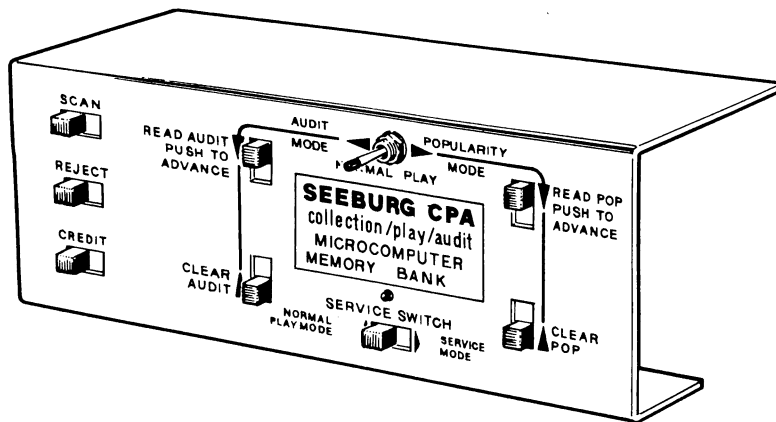 SCAN
REJECT
CREDIT
READ AUDIT
PUSH TO
ADVANCE
CLEAR
AUDIT
AUDIT
MODE
POPULARITY
MODE
NORMAL PLAY
SEEBURG CPA
collection/play/audit
MICROCOMPUTER
MEMORY BANK
SERVICE SWITCH
NORMAL
PLAY MODE
SERVICE
MODE
READ POP
PUSH TO
ADVANCE
CLEAR
POP